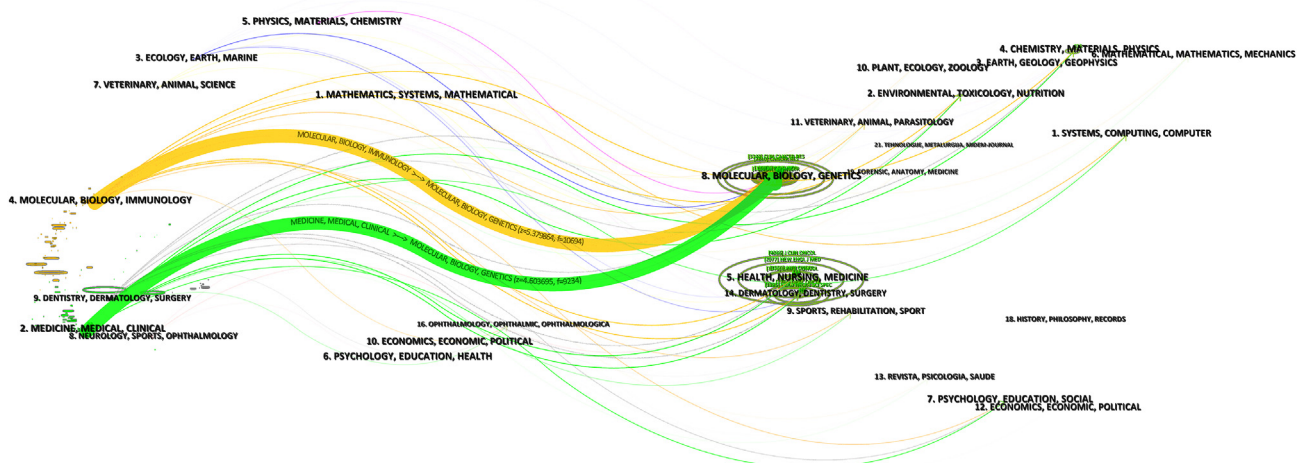 5. PHYSICS, MATERIALS, CHEMISTRY
3. ECOLOGY, EARTH, MARINE
7. VETERINARY, ANIMAL, SCIENCE
1. MATHEMATICS, SYSTEMS, MATHEMATICAL
4. MOLECULAR, BIOLOGY, IMMUNOLOGY
MOLECULAR, BIOLOGY, IMMUNOLOGY >---> MOLECULAR, BIOLOGY, GENETICS (z=5.379864, f=10694)
MEDICINE, MEDICAL, CLINICAL >---> MOLECULAR, BIOLOGY, GENETICS (z=4.603695, f=9234)
9. DENTISTRY, DERMATOLOGY, SURGERY
2. MEDICINE, MEDICAL, CLINICAL
8. NEUROLOGY, SPORTS, OPHTHALMOLOGY
16. OPHTHALMOLOGY, OPHTHALMIC, OPHTHALMOLOGICA
10. ECONOMICS, ECONOMIC, POLITICAL
6. PSYCHOLOGY, EDUCATION, HEALTH
4. CHEMISTRY, MATERIALS, PHYSICS
6. MATHEMATICAL, MATHEMATICS, MECHANICS
3. EARTH, GEOLOGY, GEOPHYSICS
10. PLANT, ECOLOGY, ZOOLOGY
2. ENVIRONMENTAL, TOXICOLOGY, NUTRITION
11. VETERINARY, ANIMAL, PARASITOLOGY
1. SYSTEMS, COMPUTING, COMPUTER
21. TEHNOLOGIJE, METALURGIJA, MIDEM-JOURNAL
8. MOLECULAR, BIOLOGY, GENETICS
19. FORENSIC, ANATOMY, MEDICINE
5. HEALTH, NURSING, MEDICINE
14. DERMATOLOGY, DENTISTRY, SURGERY
9. SPORTS, REHABILITATION, SPORT
18. HISTORY, PHILOSOPHY, RECORDS
13. REVISTA, PSICOLOGIA, SAUDE
7. PSYCHOLOGY, EDUCATION, SOCIAL
12. ECONOMICS, ECONOMIC, POLITICAL